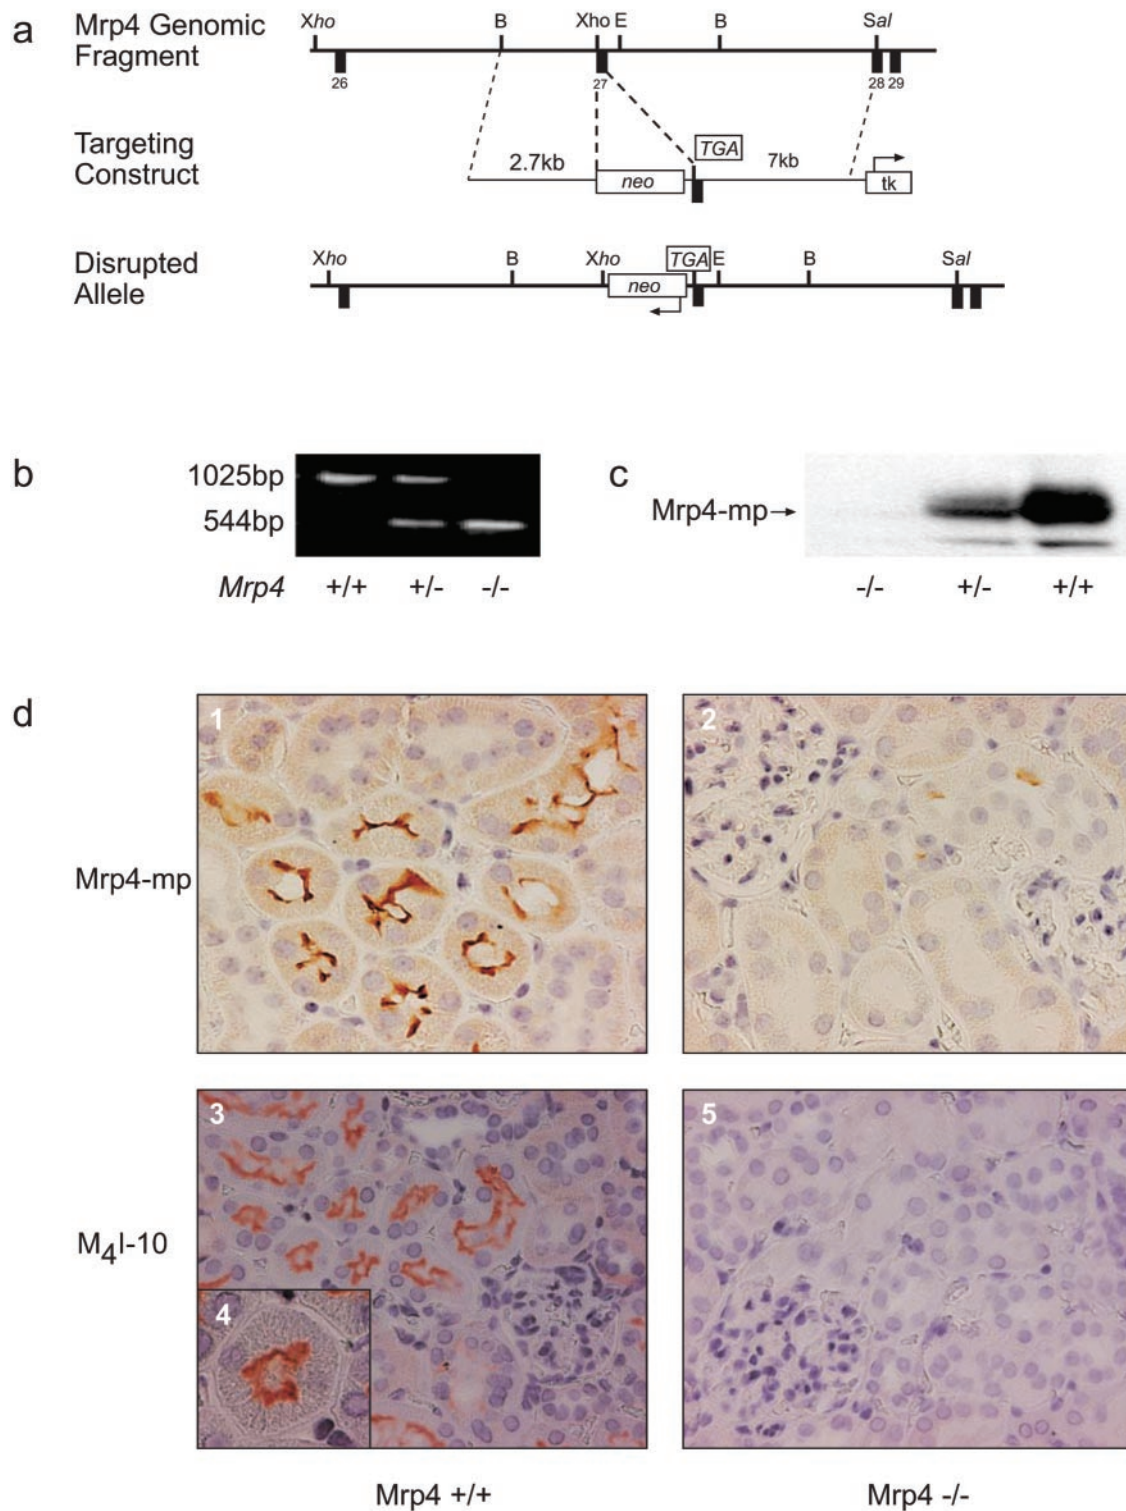 a
Mrp4 Genomic
Fragment
Xho B Xho E B Sal
26 27 28 29
Targeting
Construct
2.7kb neo TGA 7kb tk
Disrupted
Allele
Xho B Xho TGA E B Sal
neo
b
1025bp
544bp
Mrp4 +/+ +/- -/-
c
Mrp4-mp
-/- +/- +/+
d
Mrp4-mp
1 2
M4I-10
3 5
4
Mrp4 +/+ Mrp4 -/-